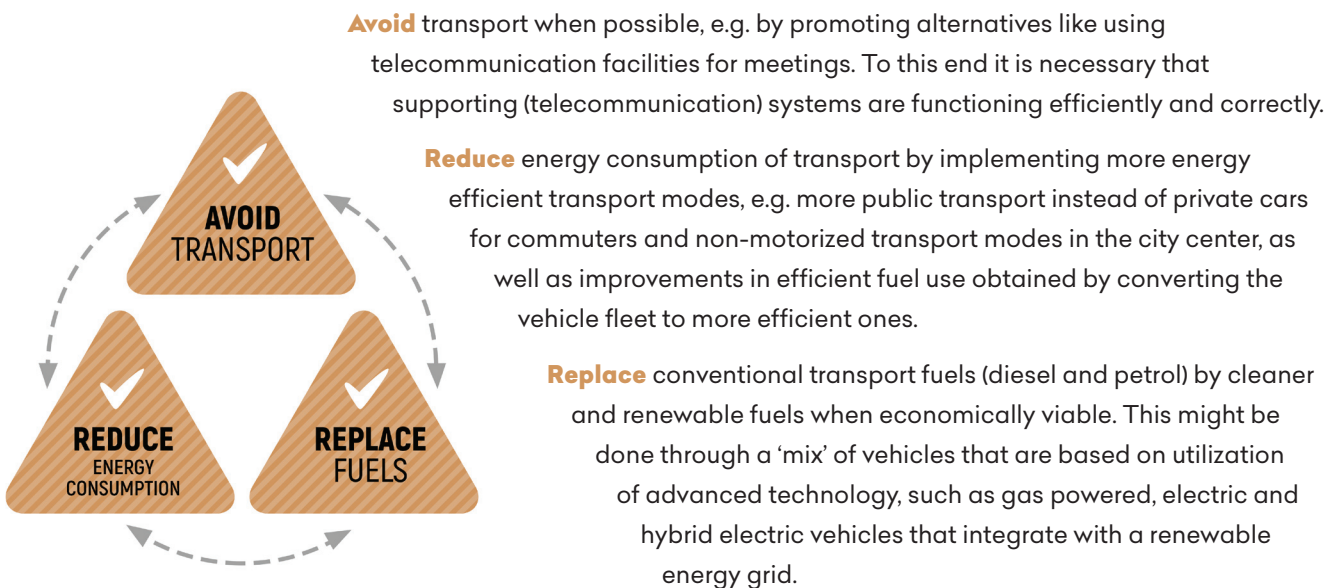 Avoid transport when possible, e.g. by promoting alternatives like using
telecommunication facilities for meetings. To this end it is necessary that
supporting (telecommunication) systems are functioning efficiently and correctly.
Reduce energy consumption of transport by implementing more energy
efficient transport modes, e.g. more public transport instead of private cars
for commuters and non-motorized transport modes in the city center, as
well as improvements in efficient fuel use obtained by converting the
vehicle fleet to more efficient ones.
Replace conventional transport fuels (diesel and petrol) by cleaner
and renewable fuels when economically viable. This might be
done through a ‘mix’ of vehicles that are based on utilization
of advanced technology, such as gas powered, electric and
hybrid electric vehicles that integrate with a renewable
energy grid.
AVOID
TRANSPORT
REDUCE
ENERGY
CONSUMPTION
REPLACE
FUELS